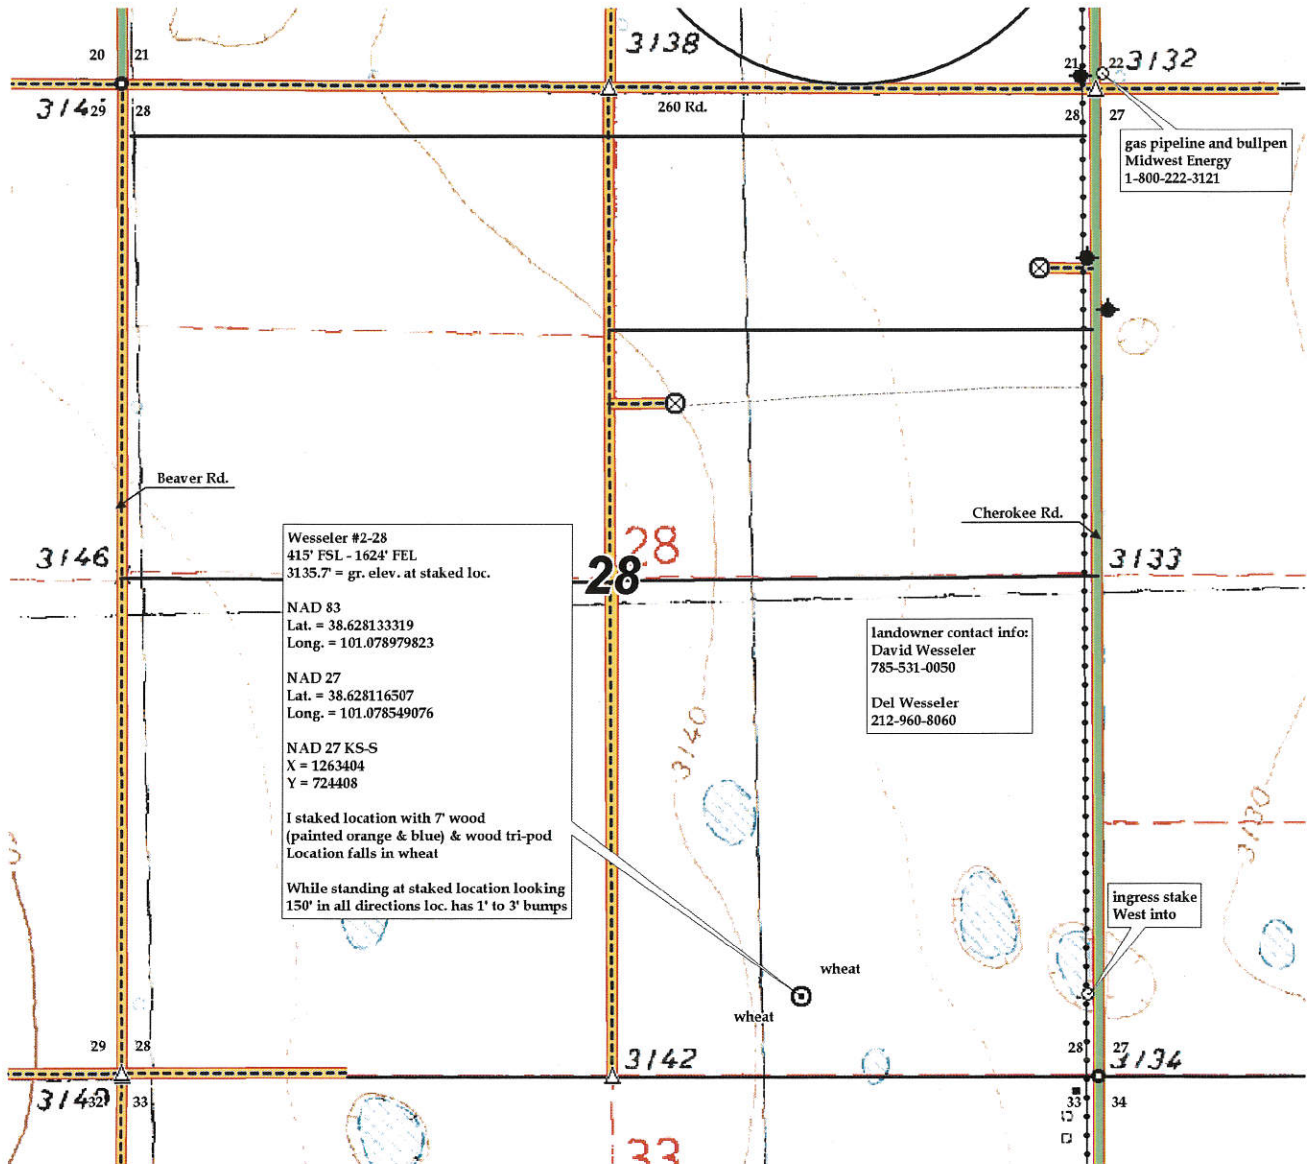 3138
20 21
21 22 3132
314
29 28
260 Rd.
28 27
gas pipeline and bullpen
Midwest Energy
1-800-222-3121
Beaver Rd.
Cherokee Rd.
Wesseler #2-28
415' FSL - 1624' FEL
3135.7' = gr. elev. at staked loc.
NAD 83
Lat. = 38.628133319
Long. = 101.078979823
NAD 27
Lat. = 38.628116507
Long. = 101.078549076
NAD 27 KS-S
X = 1263404
Y = 724408
I staked location with 7' wood
(painted orange & blue) & wood tri-pod
Location falls in wheat
While standing at staked location looking
150' in all directions loc. has 1' to 3' bumps
3146
28
28
3133
landowner contact info:
David Wesseler
785-531-0050
Del Wesseler
212-960-8060
3140
3130
ingress stake
West into
wheat
wheat
29 28
3142
28 27
3134
3149
32 33
33 34
33